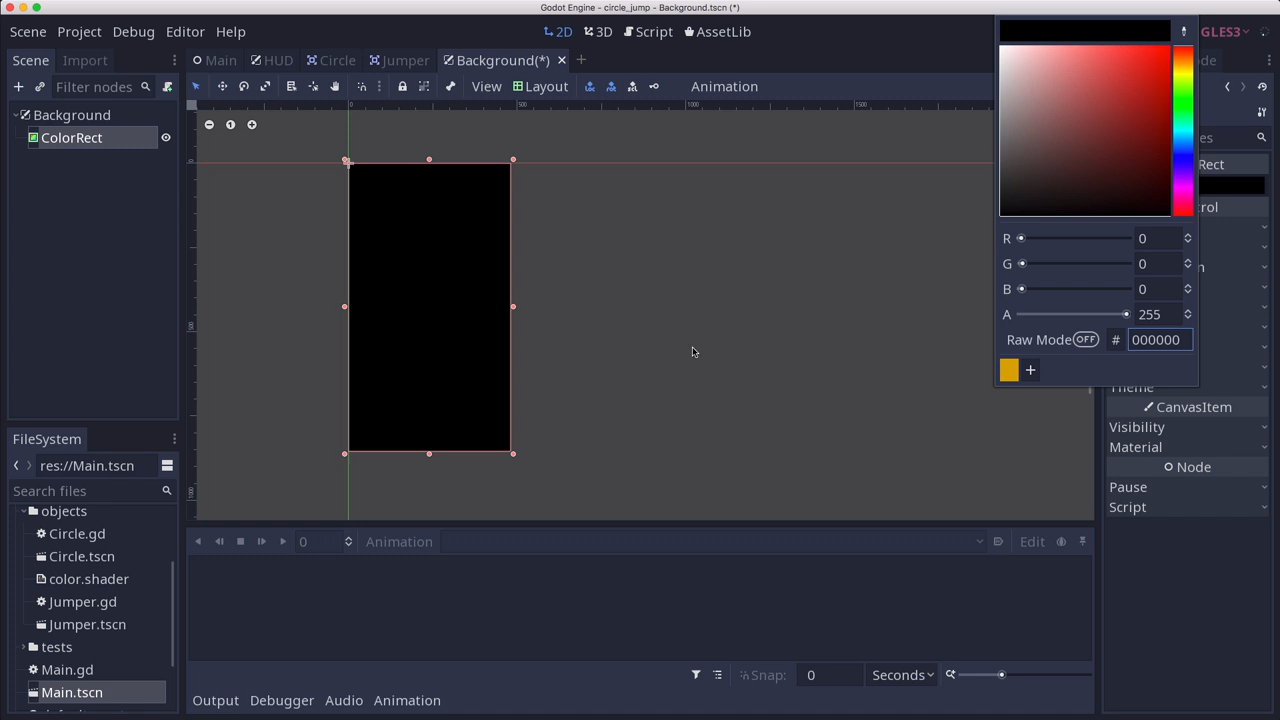 Godot Engine - circle_jump - Background.tscn (*)
Scene Project Debug Editor Help
2D 3D Script AssetLib
GLES3
Scene Import
Main HUD Circle Jumper Background(*)
Filter nodes
View Layout Animation
Background
ColorRect
0 500 1000 1500
0
500
1000
R 0
G 0
B 0
A 255
Raw Mode OFF # 000000
Rect
CanvasItem
Visibility
Material
Node
Pause
Script
FileSystem
res://Main.tscn
Search files
objects
Circle.gd
Circle.tscn
color.shader
Jumper.gd
Jumper.tscn
tests
Main.gd
Main.tscn
0 Animation Edit
Snap: 0 Seconds
Output Debugger Audio Animation